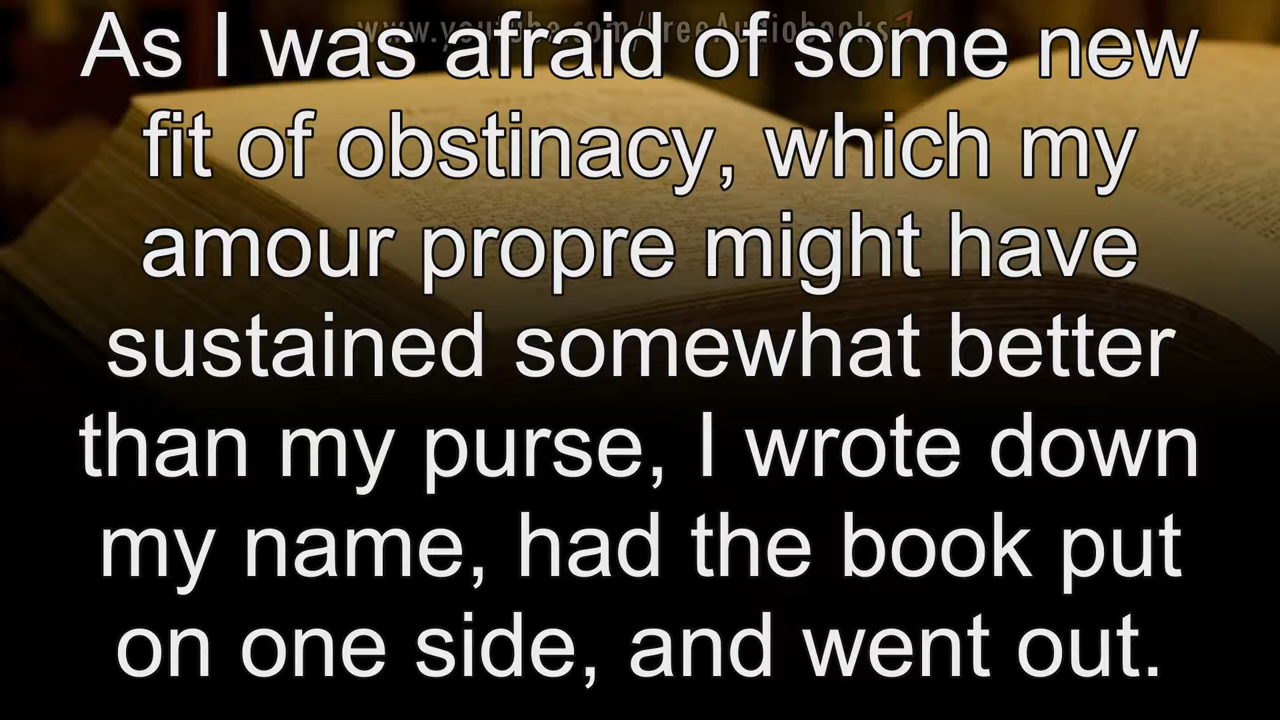 www.youtube.com/FreeAudiobooks
As I was afraid of some new
fit of obstinacy, which my
amour propre might have
sustained somewhat better
than my purse, I wrote down
my name, had the book put
on one side, and went out.